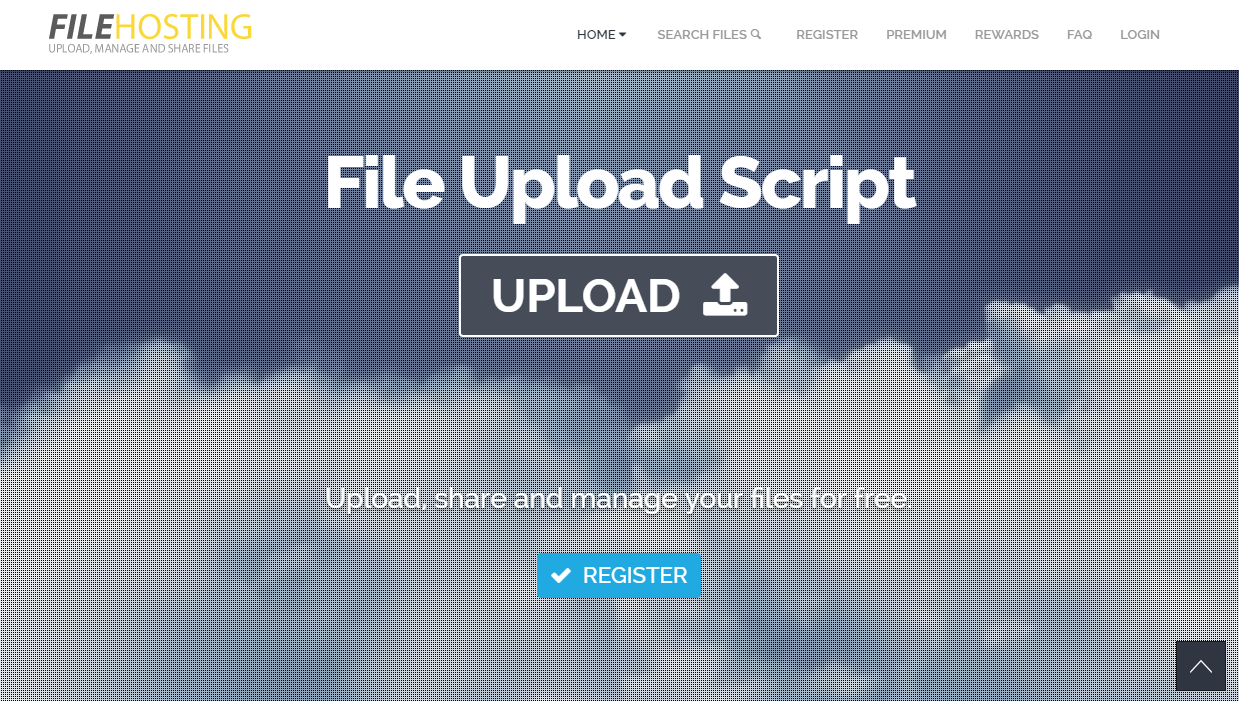 FILEHOSTING
UPLOAD, MANAGE AND SHARE FILES
HOME
SEARCH FILES
REGISTER
PREMIUM
REWARDS
FAQ
LOGIN
File Upload Script
UPLOAD
Upload, share and manage your files for free.
REGISTER